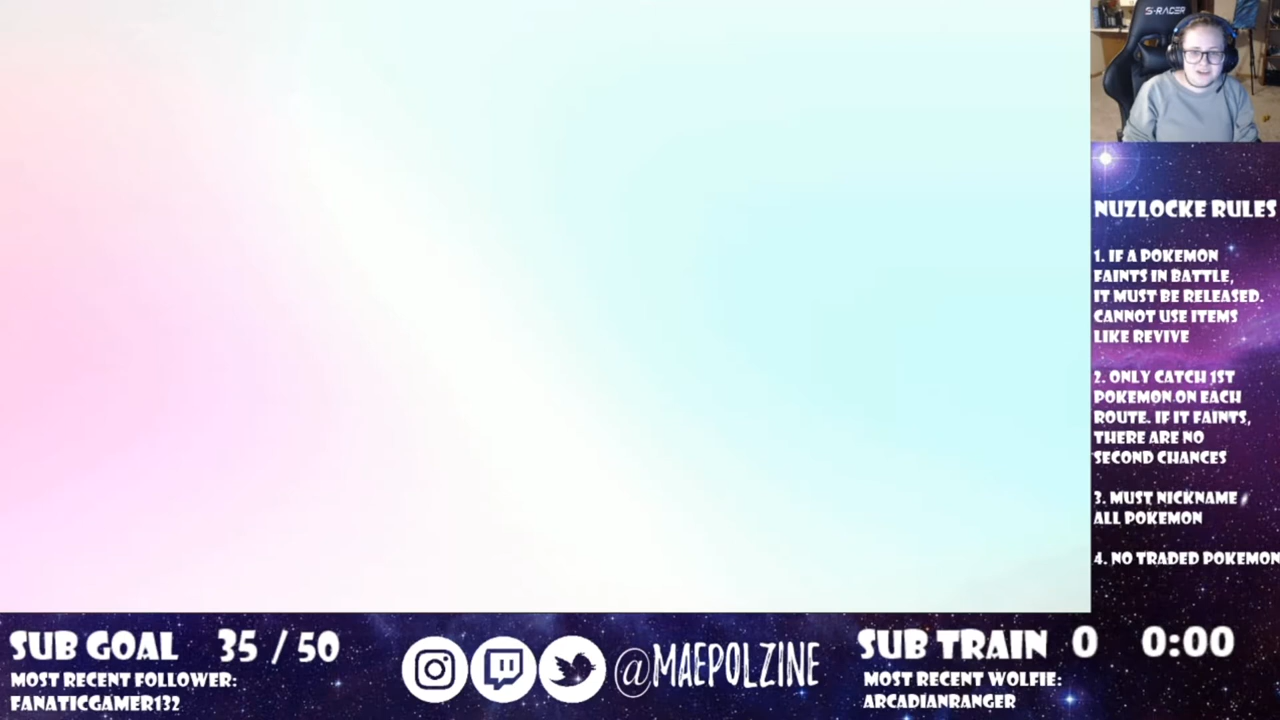 S-RACER
NUZLOCKE RULES
1. IF A POKEMON
FAINTS IN BATTLE,
IT MUST BE RELEASED.
CANNOT USE ITEMS
LIKE REVIVE
2. ONLY CATCH 1ST
POKEMON ON EACH
ROUTE. IF IT FAINTS,
THERE ARE NO
SECOND CHANCES
3. MUST NICKNAME
ALL POKEMON
4. NO TRADED POKEMON
SUB GOAL 35 / 50
MOST RECENT FOLLOWER:
FANATICGAMER132
@MAEPOLZINE
SUB TRAIN 0 0:00
MOST RECENT WOLFIE:
ARCADIANRANGER